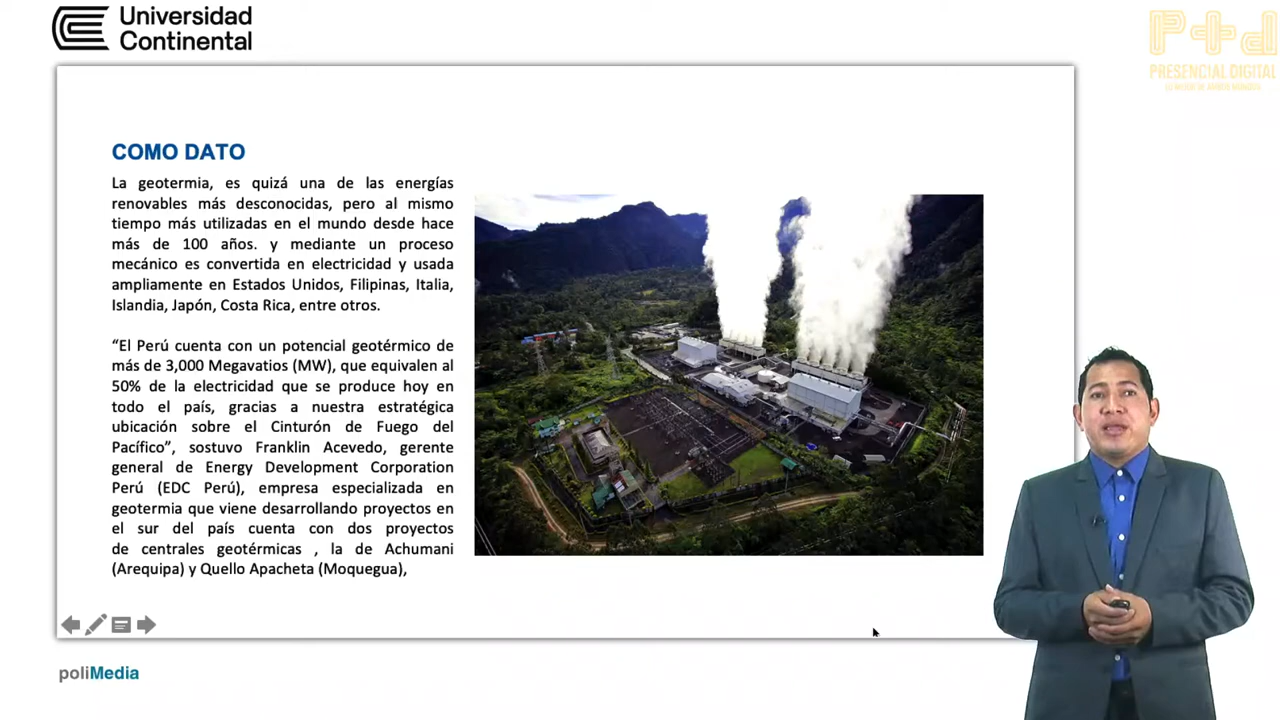 Universidad
Continental
P+d
PRESENCIAL DIGITAL
COMO DATO
La geotermia, es quizá una de las energías
renovables más desconocidas, pero al mismo
tiempo más utilizadas en el mundo desde hace
más de 100 años. y mediante un proceso
mecánico es convertida en electricidad y usada
ampliamente en Estados Unidos, Filipinas, Italia,
Islandia, Japón, Costa Rica, entre otros.
“El Perú cuenta con un potencial geotérmico de
más de 3,000 Megavatios (MW), que equivalen al
50% de la electricidad que se produce hoy en
todo el país, gracias a nuestra estratégica
ubicación sobre el Cinturón de Fuego del
Pacífico”, sostuvo Franklin Acevedo, gerente
general de Energy Development Corporation
Perú (EDC Perú), empresa especializada en
geotermia que viene desarrollando proyectos en
el sur del país cuenta con dos proyectos
de centrales geotérmicas , la de Achumani
(Arequipa) y Quello Apacheta (Moquegua),
poliMedia